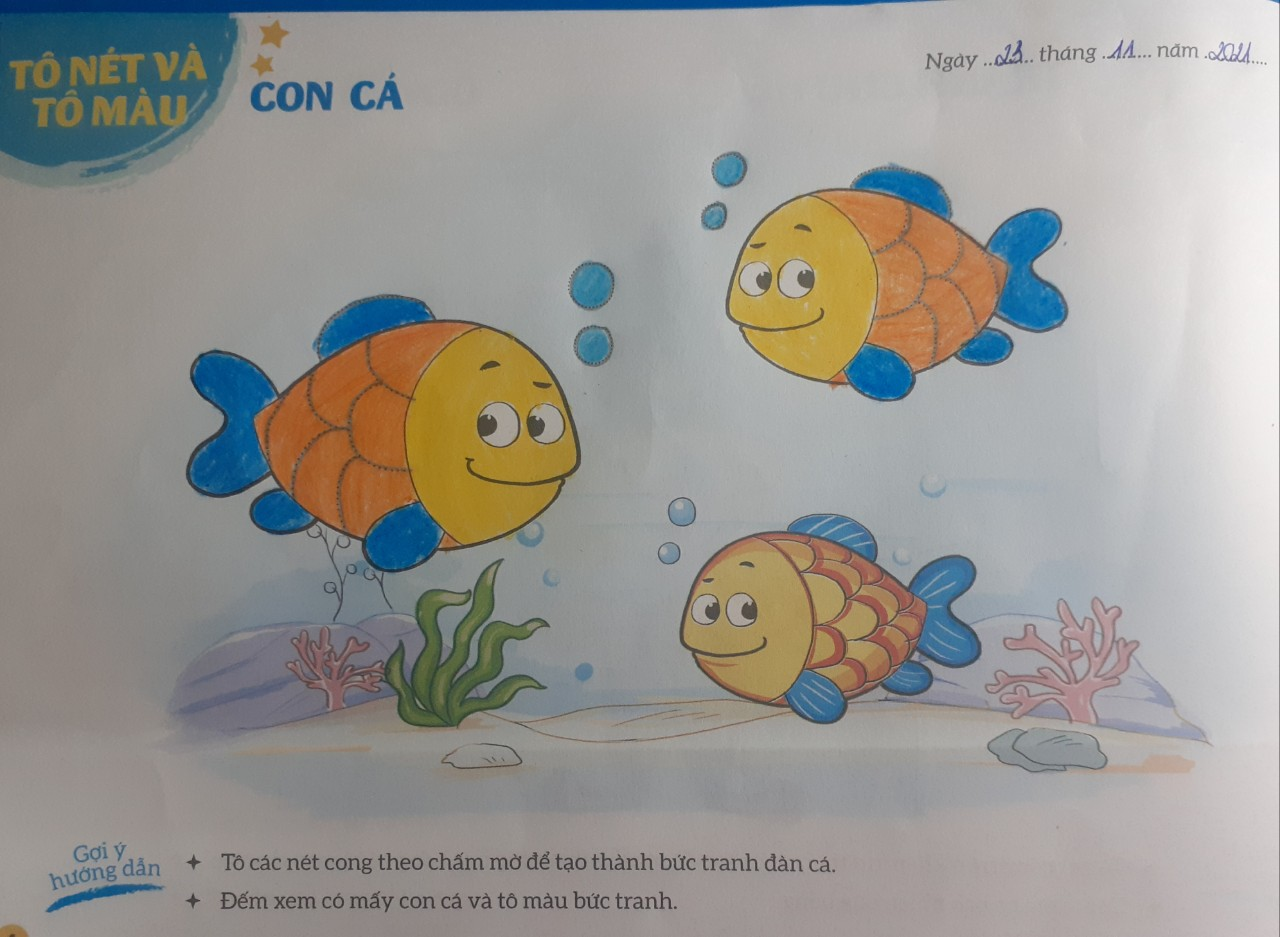 TÔ NÉT VÀ
TÔ MÀU
CON CÁ
Ngày ..23.. tháng .11... năm .2021....
Gợi ý
hướng dẫn
Tô các nét cong theo chấm mờ để tạo thành bức tranh đàn cá.
Đếm xem có mấy con cá và tô màu bức tranh.